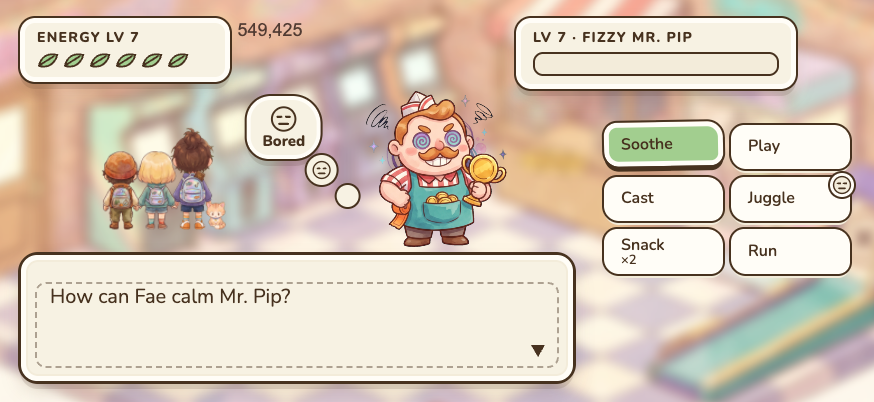 ENERGY LV 7
549,425
LV 7 · FIZZY MR. PIP
Bored
Soothe
Play
Cast
Juggle
Snack
×2
Run
How can Fae calm Mr. Pip?